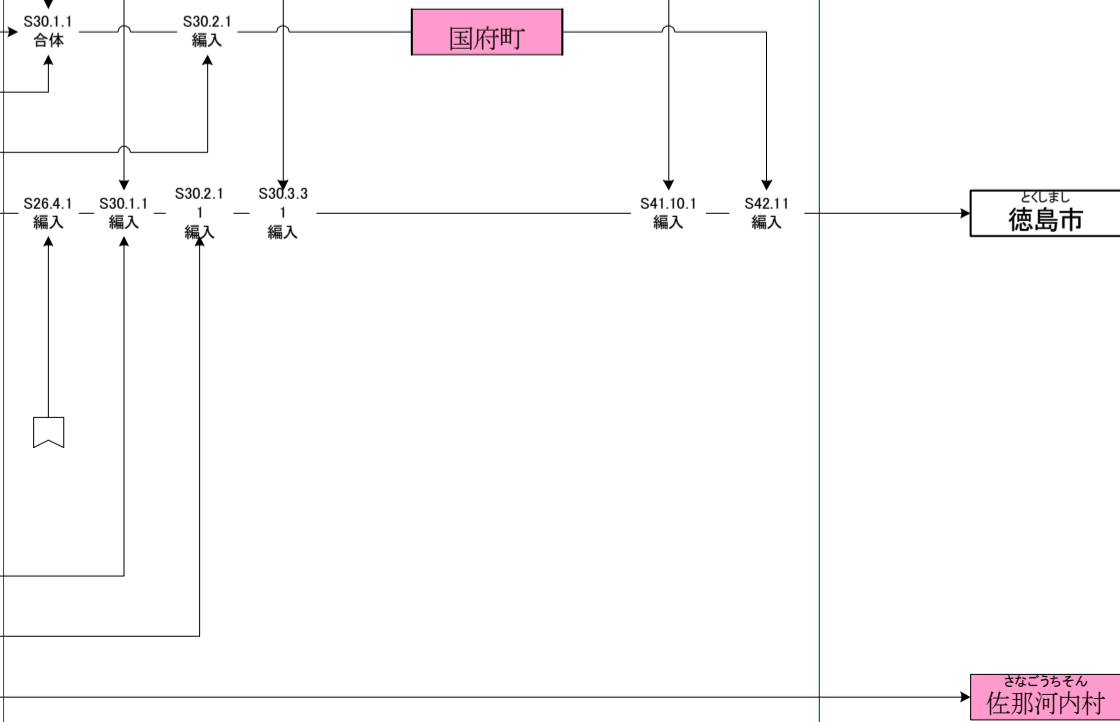 S30.1.1
合体
S30.2.1
編入
国府町
S26.4.1
編入
S30.1.1
編入
S30.2.1
1
編入
S30.3.3
1
編入
S41.10.1
編入
S42.11
編入
とくしまし
徳島市
さなごうちそん
佐那河内村